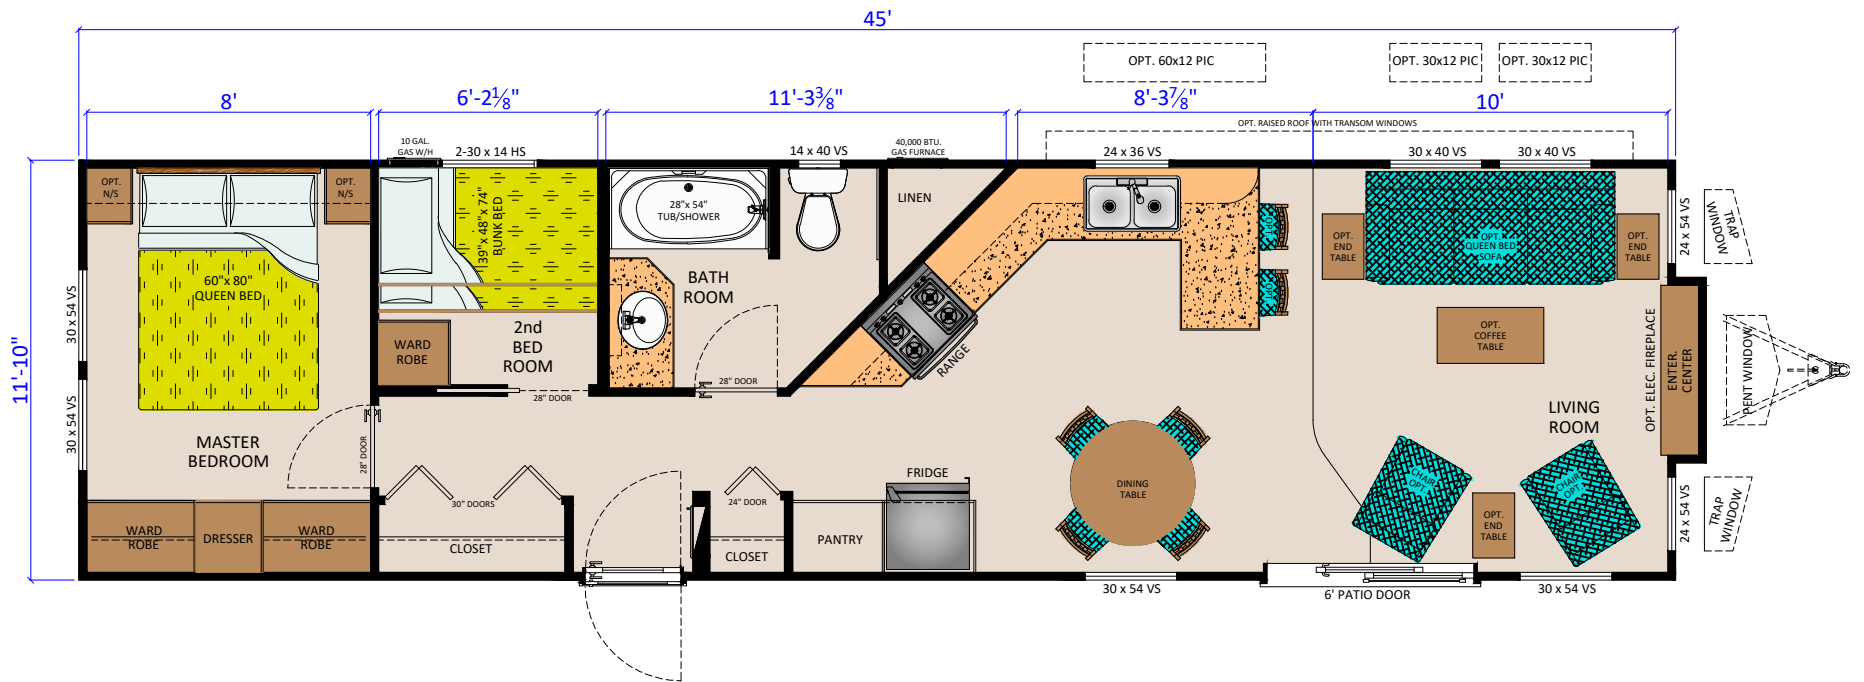 45'
OPT. 60x12 PIC
OPT. 30x12 PIC
OPT. 30x12 PIC
8'
6'-2⅛"
11'-3⅜"
8'-3⅞"
10'
OPT. RAISED ROOF WITH TRANSOM WINDOWS
10 GAL.
GAS W/H
2-30 x 14 HS
14 x 40 VS
40,000 BTU.
GAS FURNACE
24 x 36 VS
30 x 40 VS
30 x 40 VS
11'-10"
30 x 54 VS
30 x 54 VS
OPT.
N/S
OPT.
N/S
60"x 80"
QUEEN BED
MASTER
BEDROOM
28" DOOR
WARD
ROBE
DRESSER
WARD
ROBE
39"x 48"x 74"
BUNK BED
WARD
ROBE
2nd
BED
ROOM
28" DOOR
30" DOORS
CLOSET
28"x 54"
TUB/SHOWER
BATH
ROOM
28" DOOR
LINEN
24" DOOR
CLOSET
PANTRY
FRIDGE
RANGE
OPT
OPT
DINING
TABLE
30 x 54 VS
OPT.
END
TABLE
OPT.
QUEEN BED
SOFA
OPT.
END
TABLE
OPT.
COFFEE
TABLE
LIVING
ROOM
OPT. ELEC. FIREPLACE
ENTER.
CENTER
CHAIR
OPT.
OPT.
END
TABLE
CHAIR
OPT.
6' PATIO DOOR
30 x 54 VS
24 x 54 VS
TRAP
WINDOW
PENT WINDOW
24 x 54 VS
TRAP
WINDOW